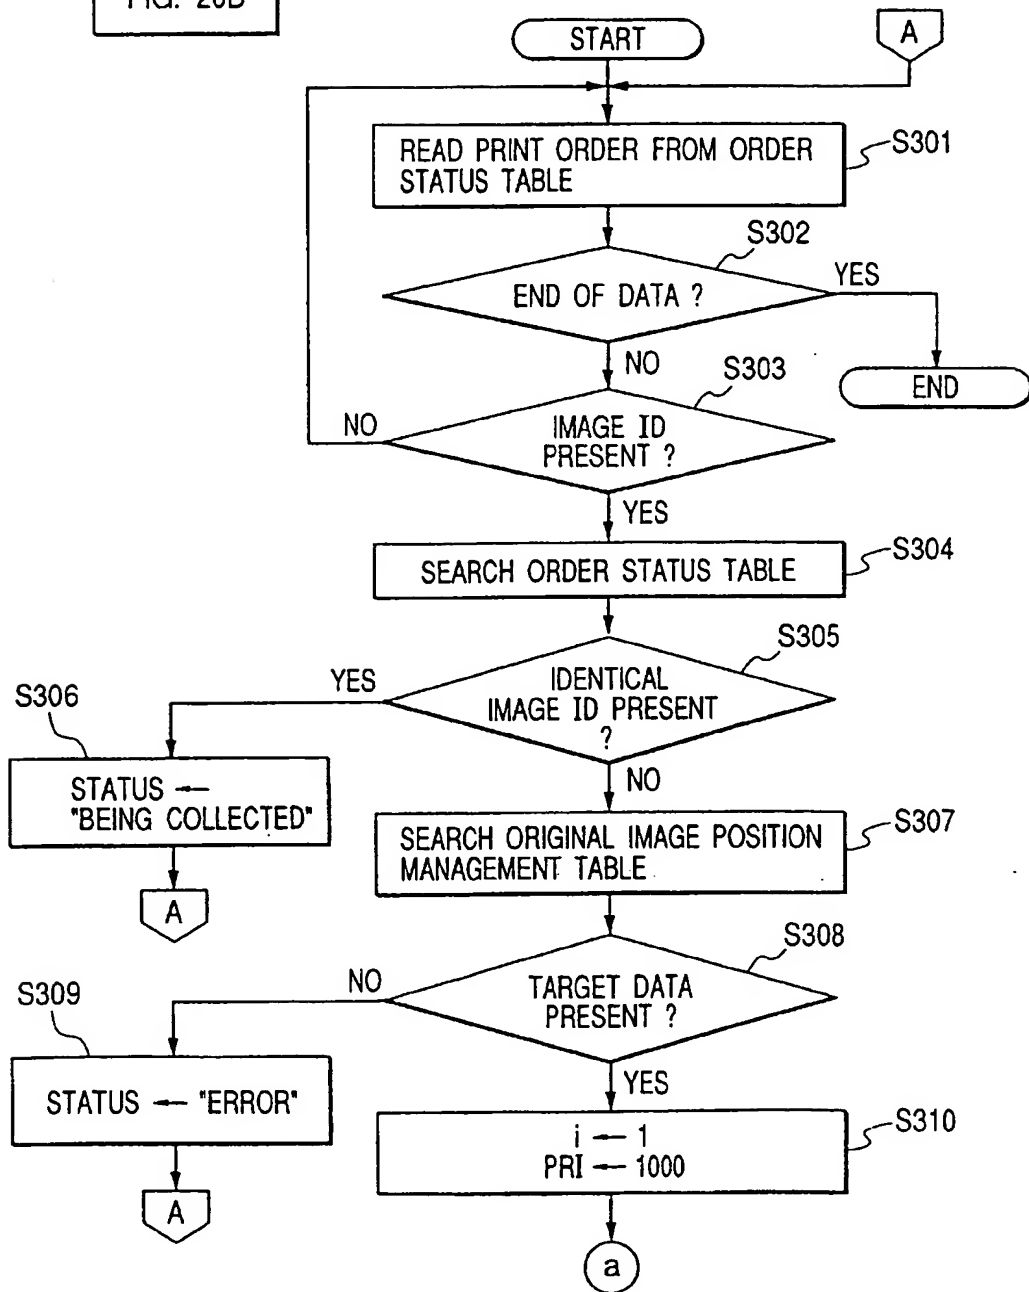 FIG. 20B
START
A
READ PRINT ORDER FROM ORDER
STATUS TABLE
S301
S302
END OF DATA ?
YES
NO
END
S303
NO
IMAGE ID
PRESENT ?
YES
SEARCH ORDER STATUS TABLE
S304
S305
YES
IDENTICAL
IMAGE ID PRESENT
?
S306
STATUS ←
"BEING COLLECTED"
NO
A
SEARCH ORIGINAL IMAGE POSITION
MANAGEMENT TABLE
S307
S308
NO
TARGET DATA
PRESENT ?
S309
STATUS ← "ERROR"
YES
A
i ← 1
PRI ← 1000
S310
a